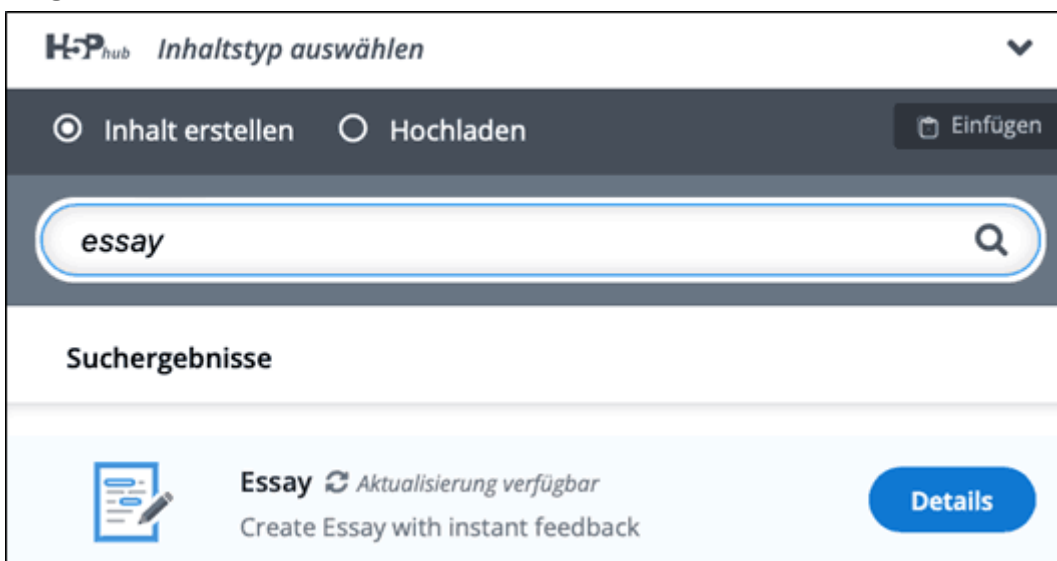 H5P hub Inhaltstyp auswählen
Inhalt erstellen Hochladen Einfügen
essay
Suchergebnisse
Essay Aktualisierung verfügbar
Create Essay with instant feedback
Details